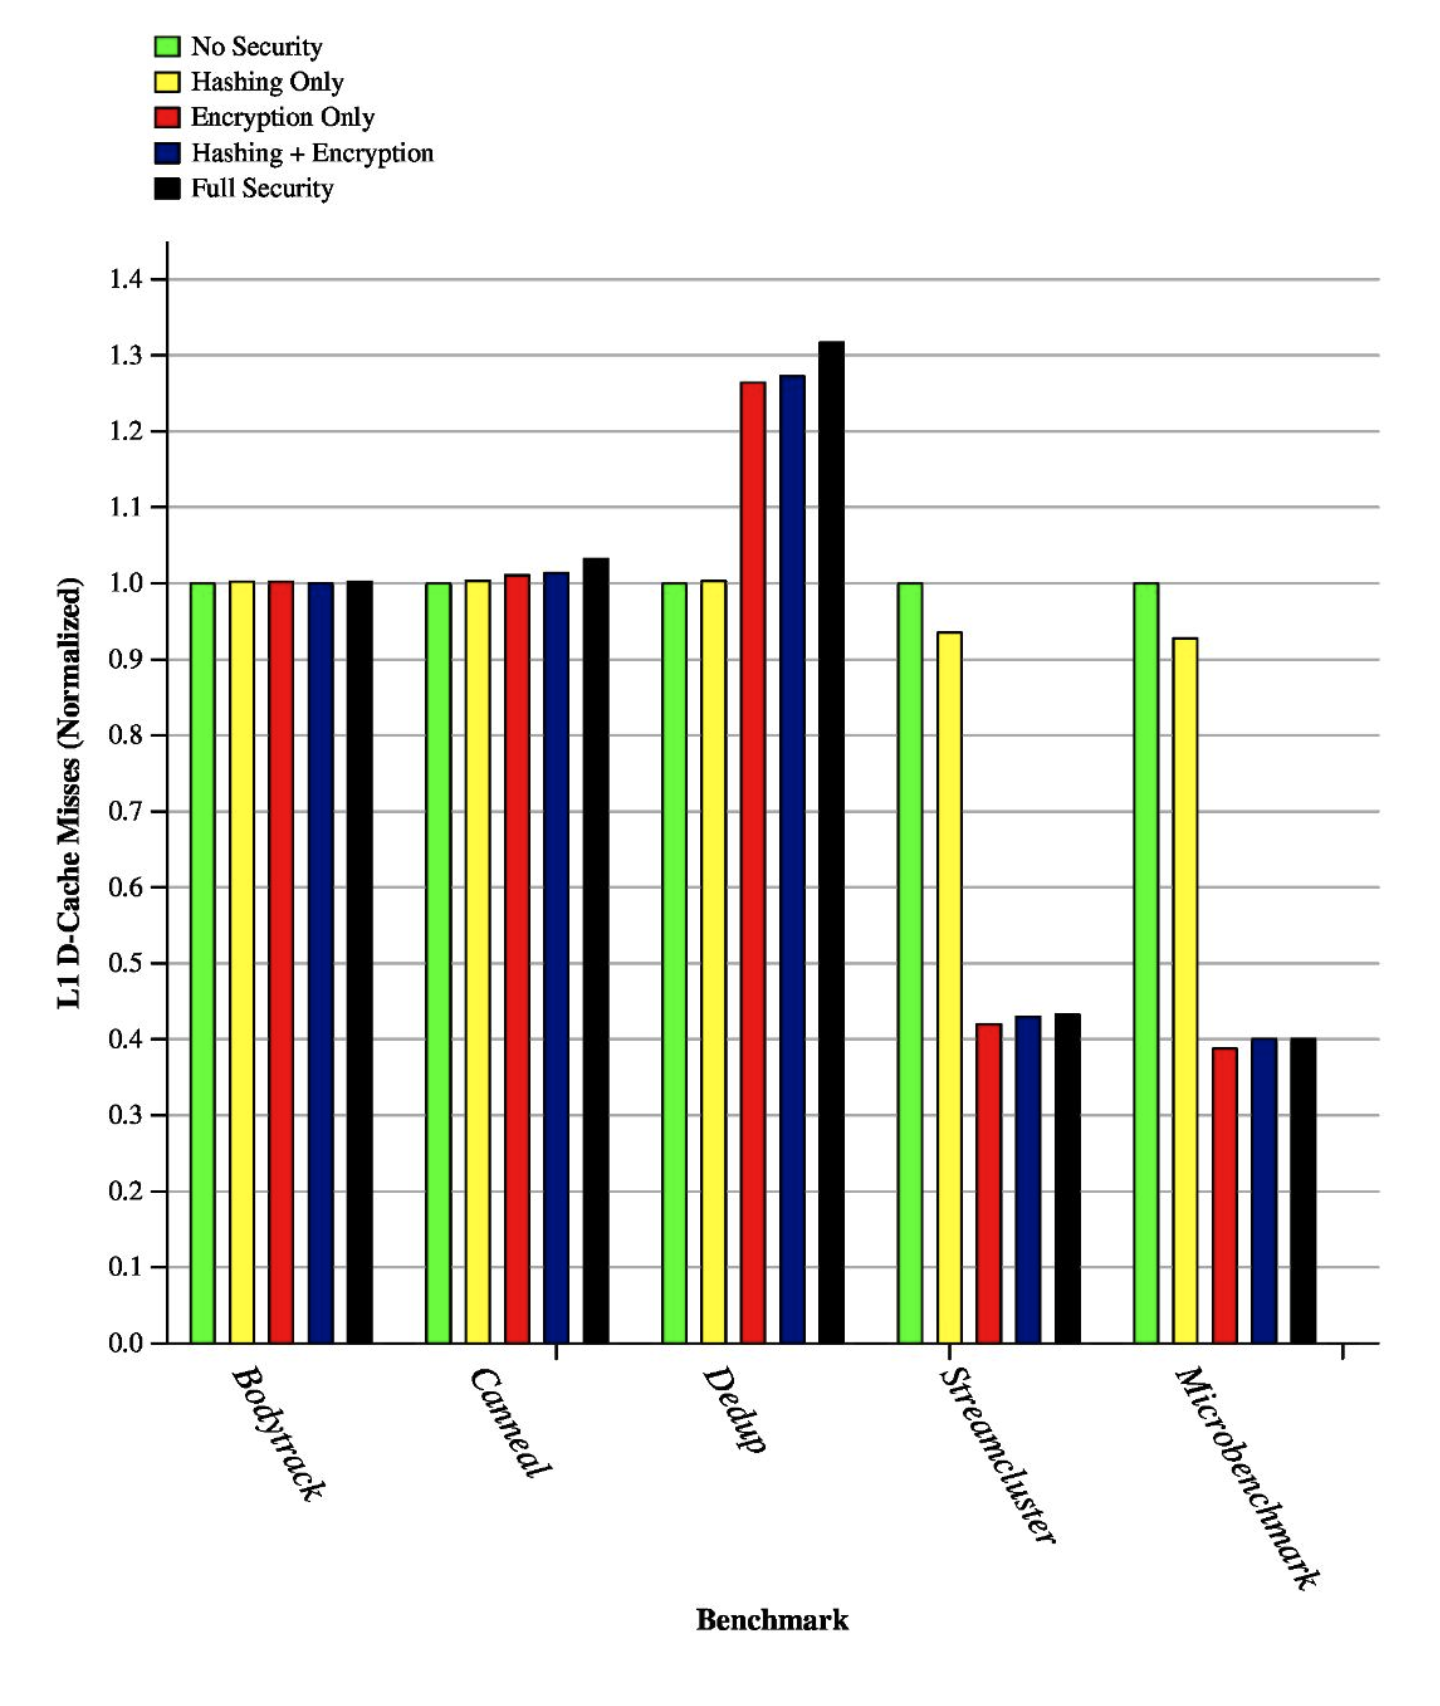 No Security
Hashing Only
Encryption Only
Hashing + Encryption
Full Security
1.4
1.3
1.2
1.1
1.0
0.9
0.8
0.7
0.6
0.5
0.4
0.3
0.2
0.1
0.0
L1 D-Cache Misses (Normalized)
Bodytrack
Canneal
Dedup
Streamcluster
Microbenchmark
Benchmark